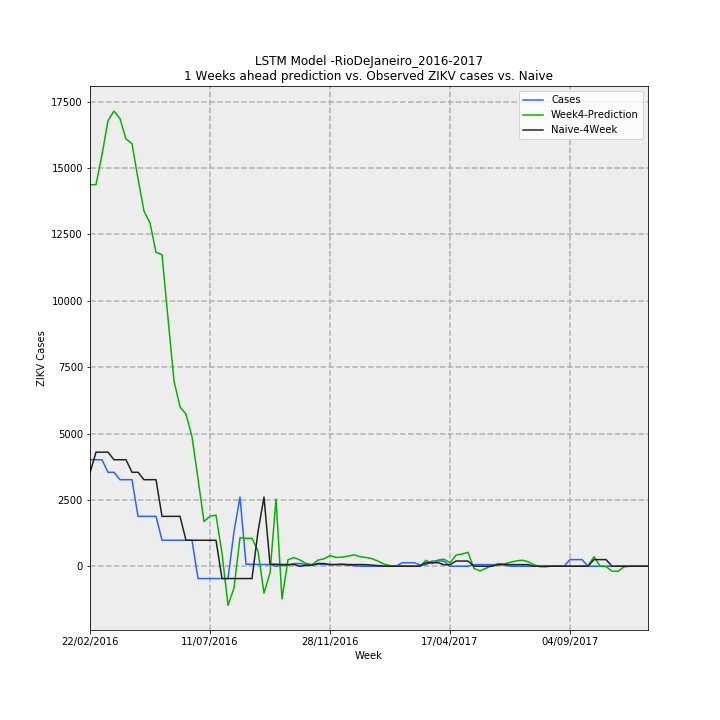 LSTM Model -RioDeJaneiro_2016-2017
1 Weeks ahead prediction vs. Observed ZIKV cases vs. Naive
Cases
Week4-Prediction
Naive-4Week
ZIKV Cases
17500
15000
12500
10000
7500
5000
2500
0
22/02/2016
11/07/2016
28/11/2016
17/04/2017
04/09/2017
Week